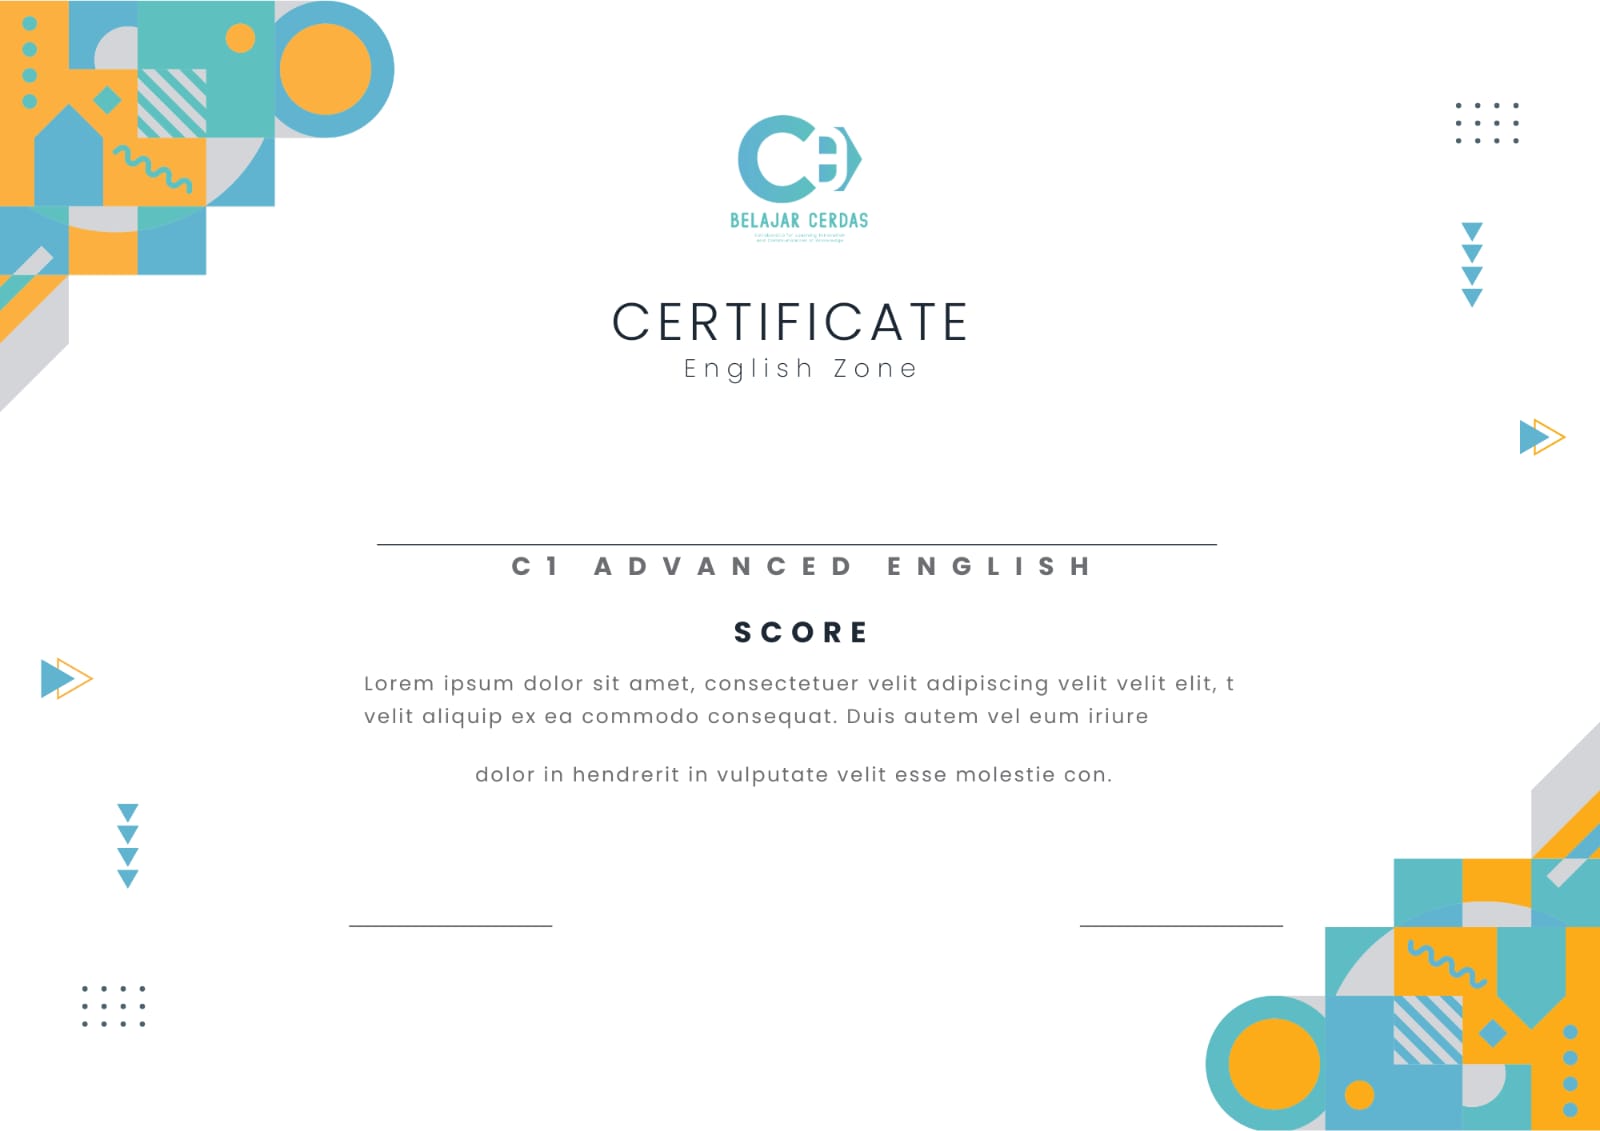 BELAJAR CERDAS
CERTIFICATE
English Zone
C1 ADVANCED ENGLISH
SCORE
Lorem ipsum dolor sit amet, consectetuer velit adipiscing velit velit elit, t
velit aliquip ex ea commodo consequat. Duis autem vel eum iriure
dolor in hendrerit in vulputate velit esse molestie con.